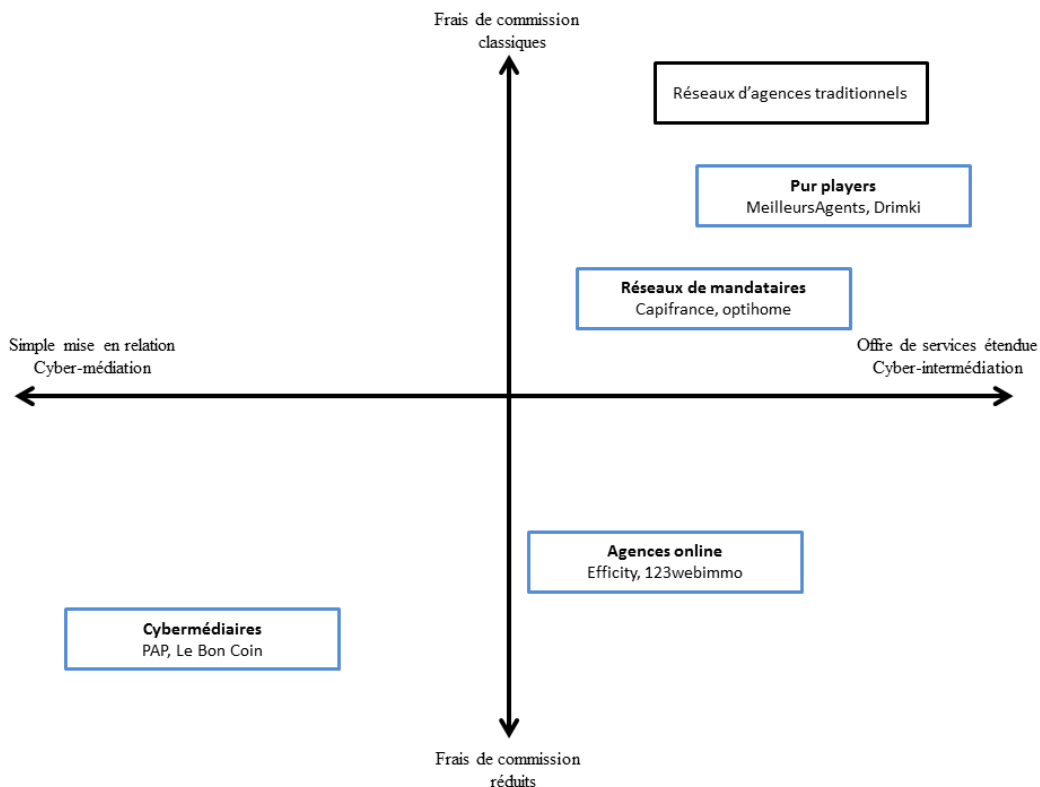 Frais de commission
classiques
Réseaux d'agences traditionnels
Pur players
MeilleursAgents, Drimki
Réseaux de mandataires
Capifrance, optihome
Simple mise en relation
Cyber-médiation
Offre de services étendue
Cyber-intermédiation
Agences online
Efficity, 123webimmo
Cybermédiaires
PAP, Le Bon Coin
Frais de commission
réduits